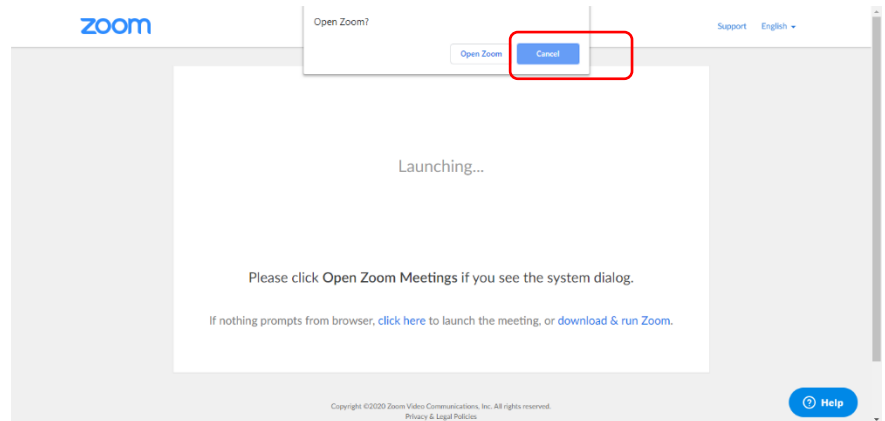 zoom
Open Zoom?
Support English
Open Zoom Cancel
Launching...
Please click Open Zoom Meetings if you see the system dialog.
If nothing prompts from browser, click here to launch the meeting, or download & run Zoom.
Copyright ©2020 Zoom Video Communications, Inc. All rights reserved.
Privacy & Legal Policies
Help